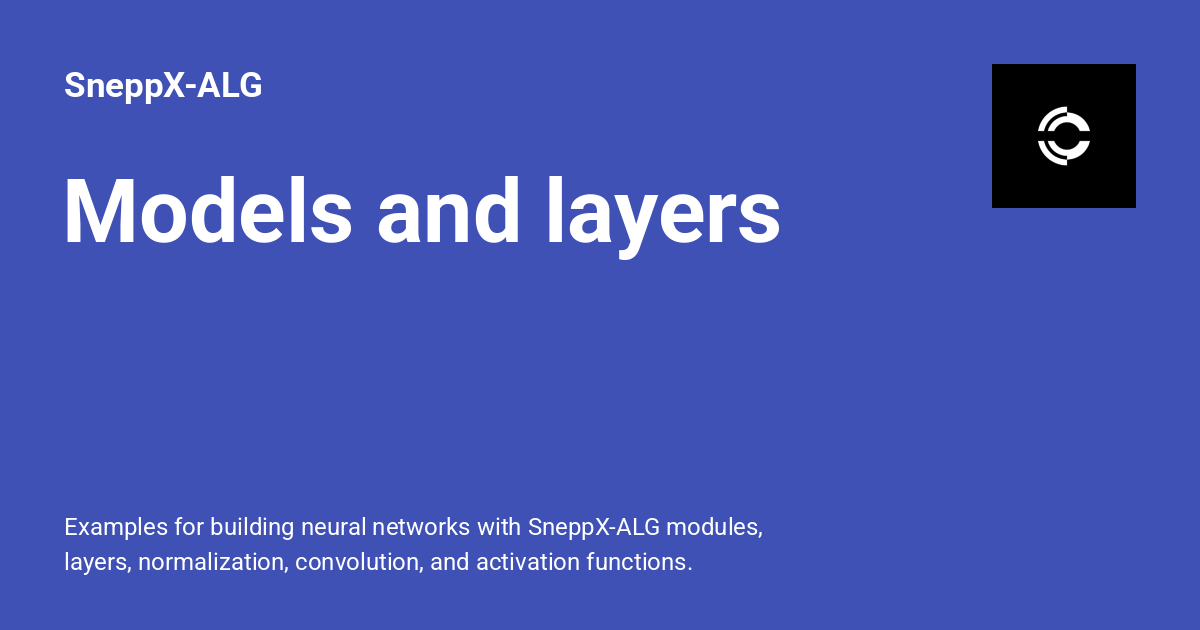 SneppX-ALG
Models and layers
Examples for building neural networks with SneppX-ALG modules,
layers, normalization, convolution, and activation functions.